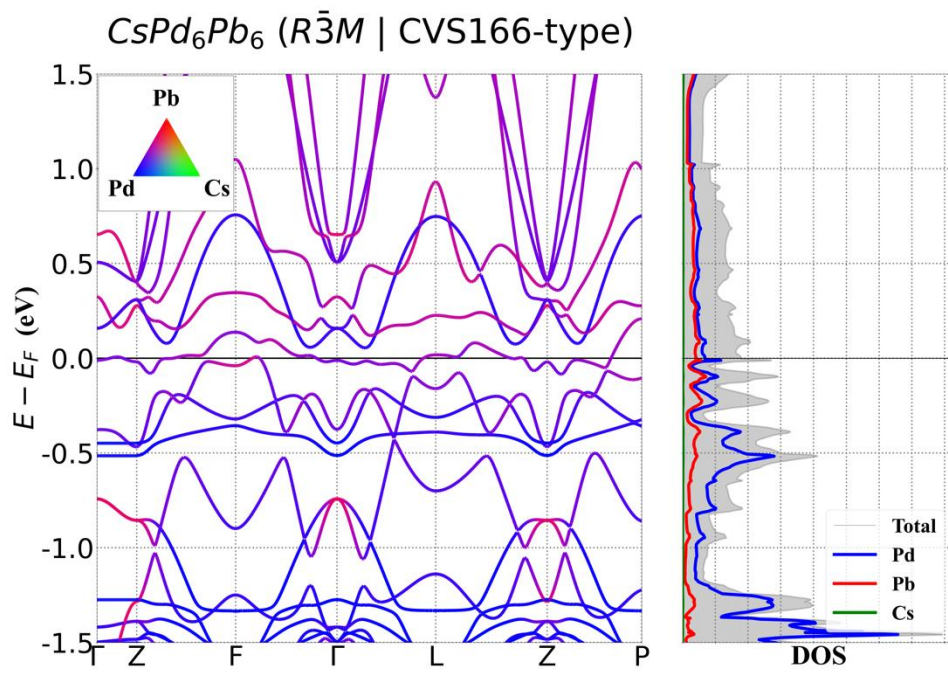 CsPd₆Pb₆ (R3̄M | CVS166-type)
1.5
1.0
0.5
0.0
-0.5
-1.0
-1.5
E − E_F (eV)
Pb
Pd Cs
Γ Z F Γ L Z P
Total
Pd
Pb
Cs
DOS